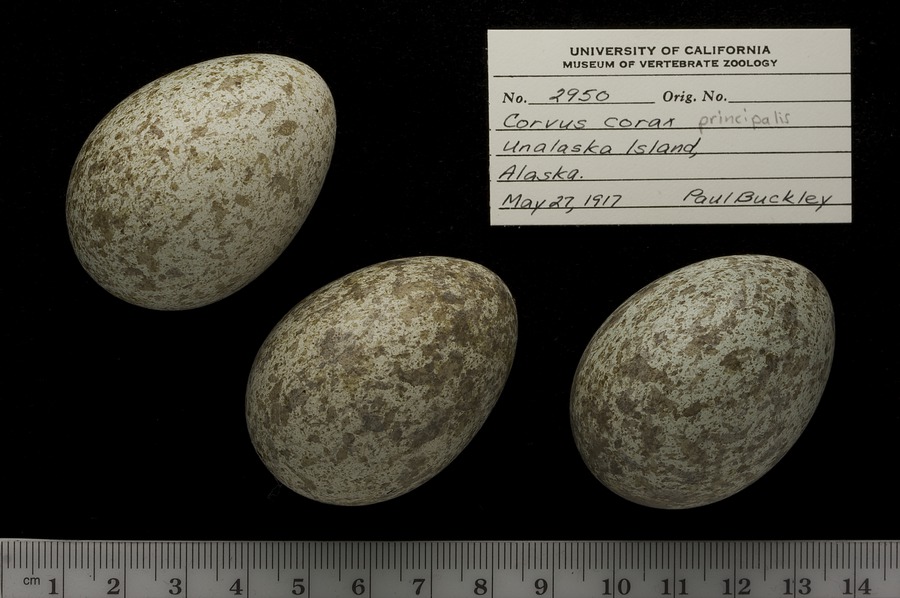 UNIVERSITY OF CALIFORNIA
MUSEUM OF VERTEBRATE ZOOLOGY
No. 2950 Orig. No.
Corvus corax principalis
Unalaska Island,
Alaska.
May 27, 1917 Paul Buckley
cm 1 2 3 4 5 6 7 8 9 10 11 12 13 14